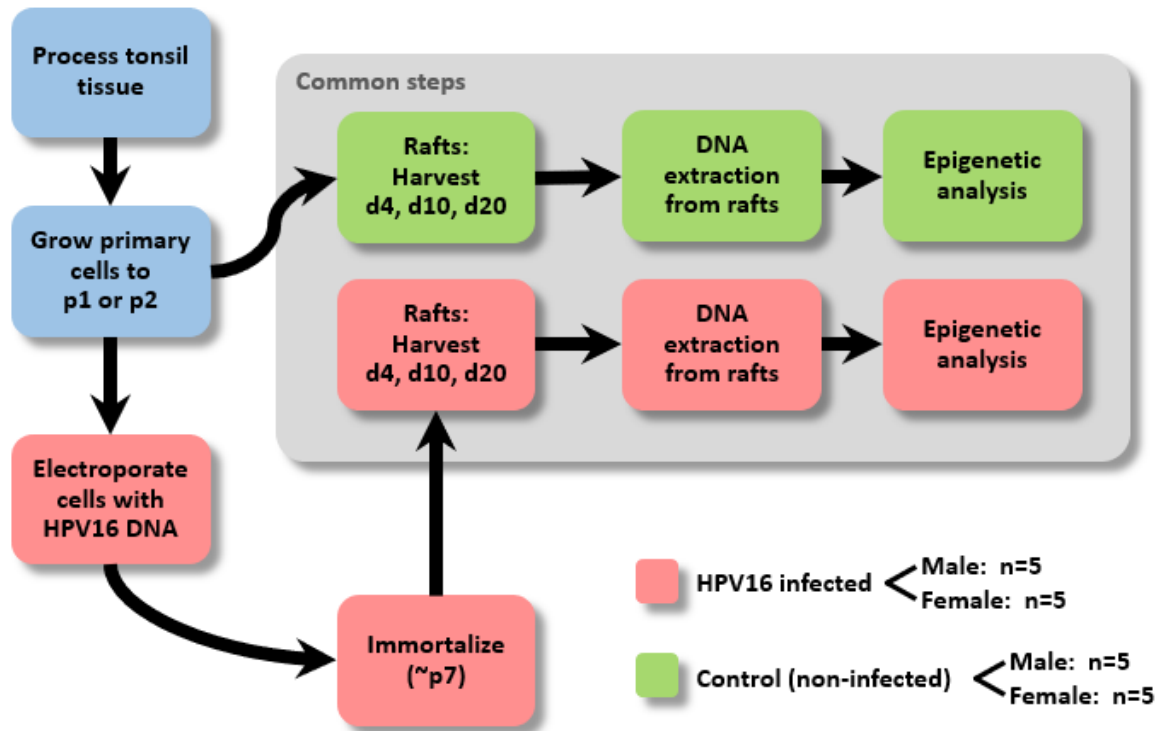 Process tonsil
tissue
Common steps
Rafts:
Harvest
d4, d10, d20
DNA
extraction
from rafts
Epigenetic
analysis
Grow primary
cells to
p1 or p2
Rafts:
Harvest
d4, d10, d20
DNA
extraction
from rafts
Epigenetic
analysis
Electroporate
cells with
HPV16 DNA
Immortalize
(~p7)
HPV16 infected
Male: n=5
Female: n=5
Control (non-infected)
Male: n=5
Female: n=5